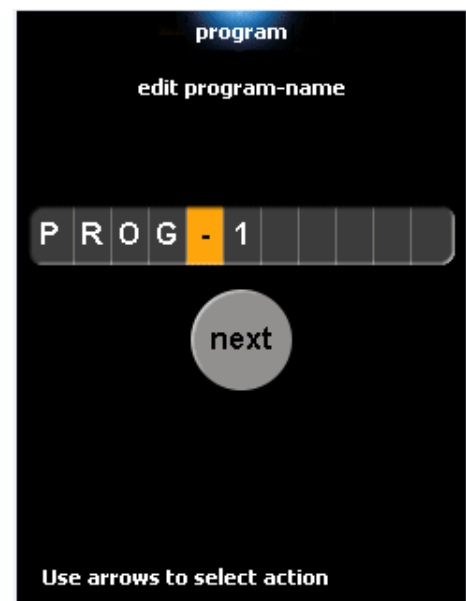 program
edit program-name
PROG-1
next
Use arrows to select action